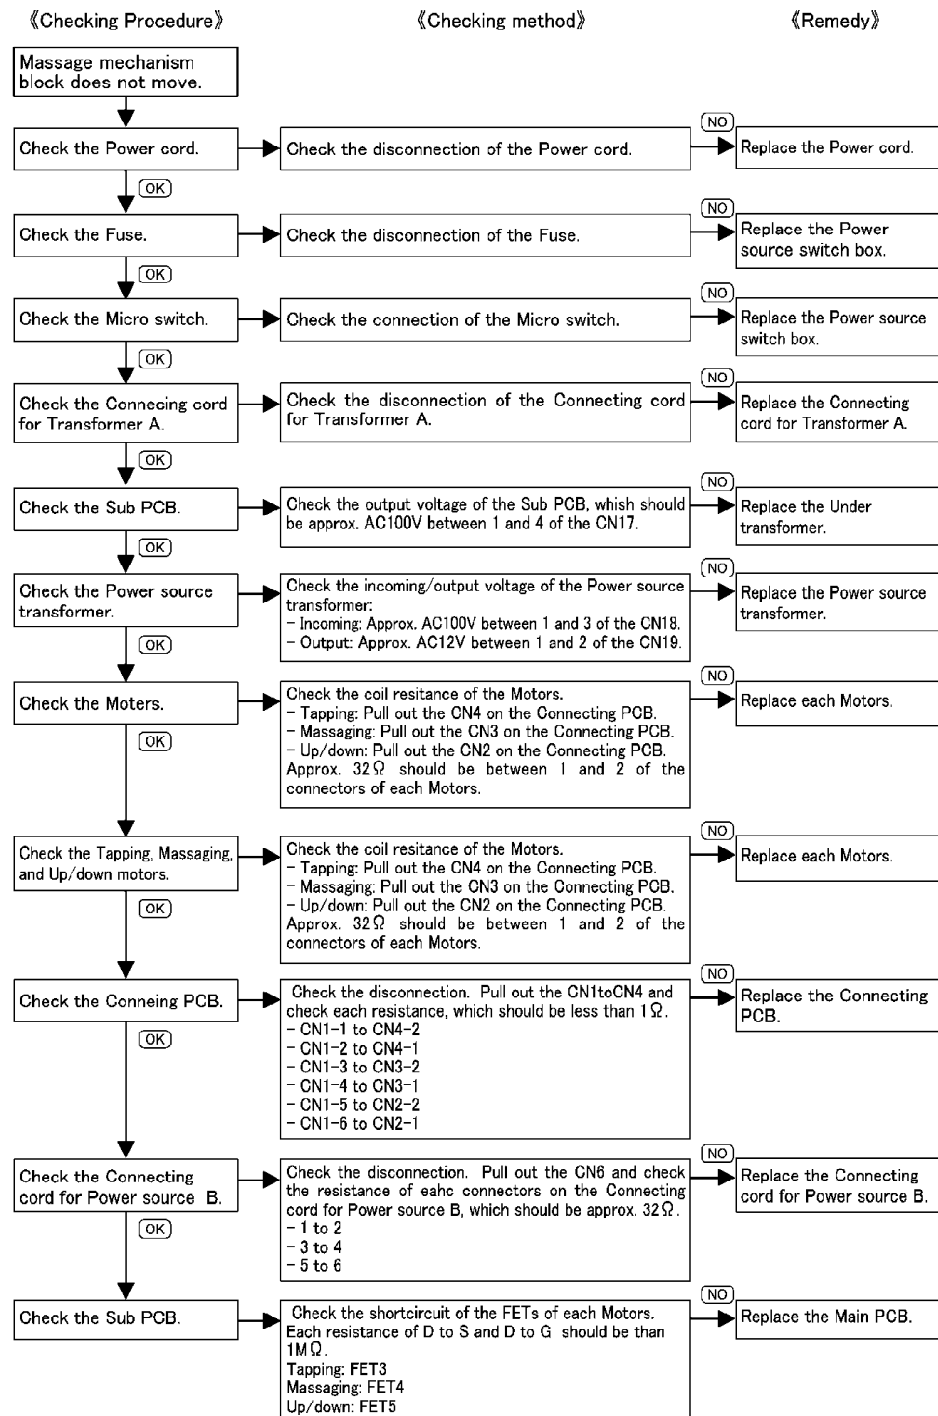 《Checking Procedure》
《Checking method》
《Remedy》
Massage mechanism
block does not move.
Check the Power cord.
Check the disconnection of the Power cord.
NO
Replace the Power cord.
OK
Check the Fuse.
Check the disconnection of the Fuse.
NO
Replace the Power
source switch box.
OK
Check the Micro switch.
Check the connection of the Micro switch.
NO
Replace the Power source
switch box.
OK
Check the Connecing cord
for Transformer A.
Check the disconnection of the Connecting cord
for Transformer A.
NO
Replace the Connecting
cord for Transformer A.
OK
Check the Sub PCB.
Check the output voltage of the Sub PCB, whish should
be approx. AC100V between 1 and 4 of the CN17.
NO
Replace the Under
transformer.
OK
Check the Power source
transformer.
Check the incoming/output voltage of the Power source
transformer:
- Incoming: Approx. AC100V between 1 and 3 of the CN18.
- Output: Approx. AC12V between 1 and 2 of the CN19.
NO
Replace the Power source
transformer.
OK
Check the Moters.
Check the coil resitance of the Motors.
- Tapping: Pull out the CN4 on the Connecting PCB.
- Massaging: Pull out the CN3 on the Connecting PCB.
- Up/down: Pull out the CN2 on the Connecting PCB.
Approx. 32Ω should be between 1 and 2 of the
connectors of each Motors.
NO
Replace each Motors.
OK
Check the Tapping, Massaging,
and Up/down motors.
Check the coil resitance of the Motors.
- Tapping: Pull out the CN4 on the Connecting PCB.
- Massaging: Pull out the CN3 on the Connecting PCB.
- Up/down: Pull out the CN2 on the Connecting PCB.
Approx. 32Ω should be between 1 and 2 of the
connectors of each Motors.
NO
Replace each Motors.
OK
Check the Conneing PCB.
Check the disconnection. Pull out the CN1toCN4 and
check each resistance, which should be less than 1Ω.
- CN1-1 to CN4-2
- CN1-2 to CN4-1
- CN1-3 to CN3-2
- CN1-4 to CN3-1
- CN1-5 to CN2-2
- CN1-6 to CN2-1
NO
Replace the Connecting
PCB.
OK
Check the Connecting
cord for Power source B.
Check the disconnection. Pull out the CN6 and check
the resistance of eahc connectors on the Connecting
cord for Power source B, which should be approx. 32Ω.
- 1 to 2
- 3 to 4
- 5 to 6
NO
Replace the Connecting
cord for Power source B.
OK
Check the Sub PCB.
Check the shortcircuit of the FETs of each Motors.
Each resistance of D to S and D to G should be than
1MΩ.
Tapping: FET3
Massaging: FET4
Up/down: FET5
NO
Replace the Main PCB.